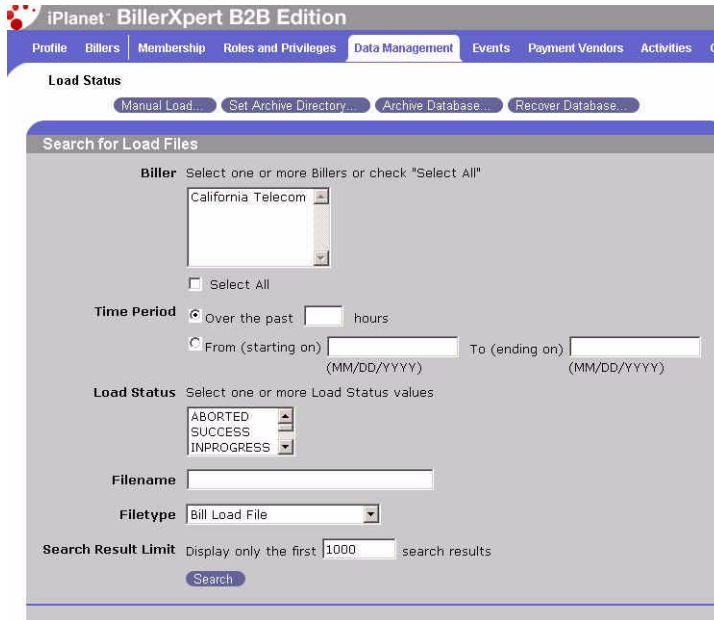 iPlanet BillerXpert B2B Edition
Profile Billers Membership Roles and Privileges Data Management Events Payment Vendors Activities
Load Status
Manual Load... Set Archive Directory... Archive Database... Recover Database...
Search for Load Files
Biller Select one or more Billers or check "Select All"
California Telecom
Select All
Time Period Over the past hours
From (starting on) To (ending on)
(MM/DD/YYYY) (MM/DD/YYYY)
Load Status Select one or more Load Status values
ABORTED
SUCCESS
INPROGRESS
Filename
Filetype Bill Load File
Search Result Limit Display only the first 1000 search results
Search